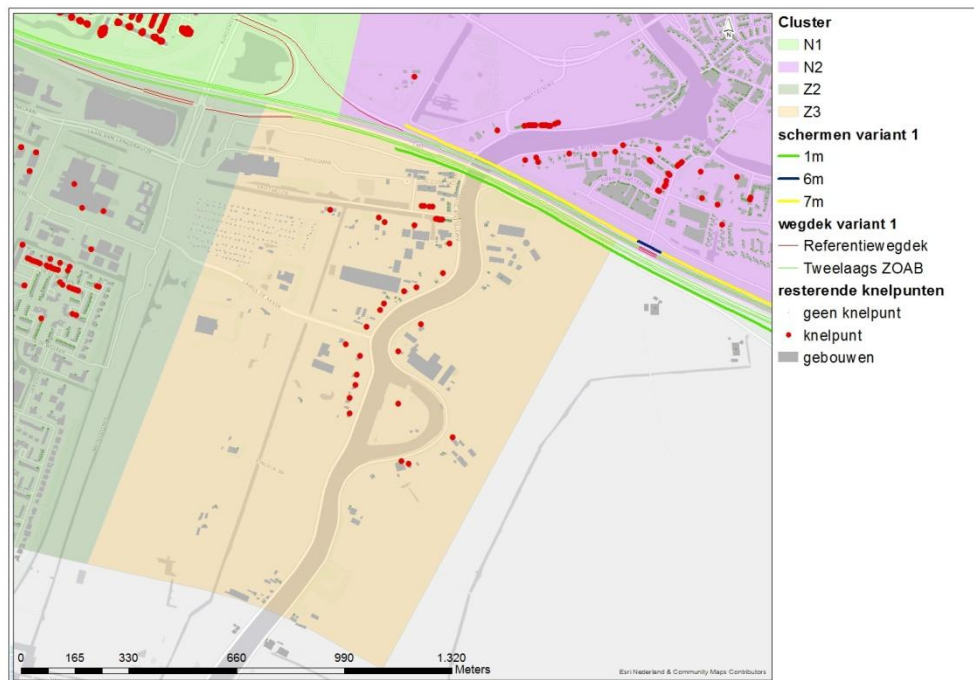 Cluster
N1
N2
Z2
Z3
schermen variant 1
1m
6m
7m
wegdek variant 1
Referentiewegdek
Tweelaags ZOAB
resterende knelpunten
geen knelpunt
knelpunt
gebouwen
N
0 165 330 660 990 1.320
Meters
Esri Nederland & Community Maps Contributors